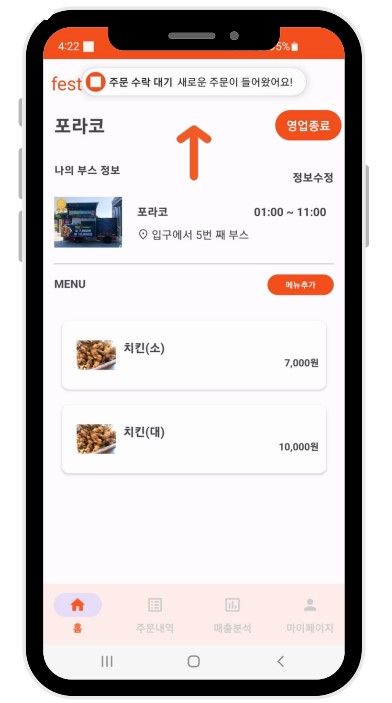 4:22
5%
fest
주문 수락 대기 새로운 주문이 들어왔어요!
포라코
영업종료
나의 부스 정보
정보수정
포라코
01:00 ~ 11:00
입구에서 5번 째 부스
MENU
메뉴추가
치킨(소)
7,000원
치킨(대)
10,000원
홈
주문내역
매출분석
마이페이지